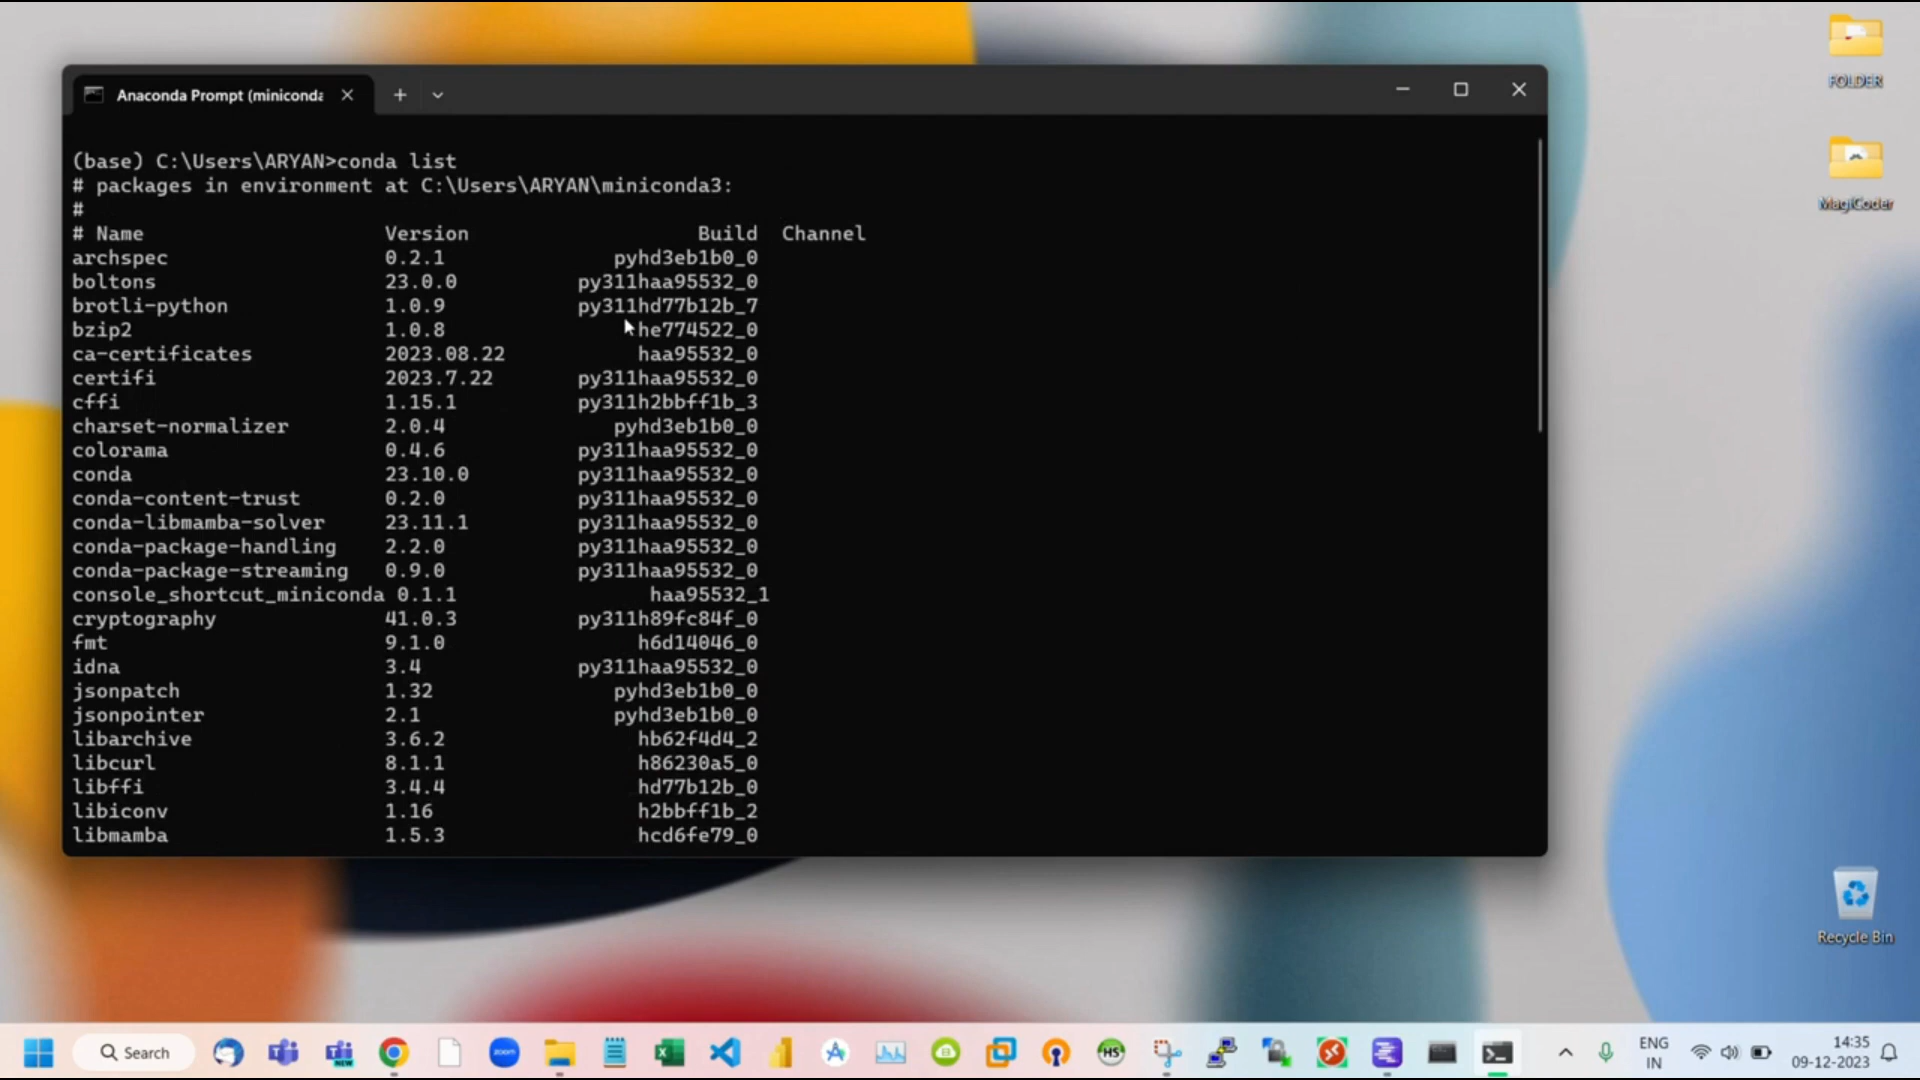 FOLDER
Anaconda Prompt (miniconda
MagiCoder
(base) C:\Users\ARYAN>conda list
# packages in environment at C:\Users\ARYAN\miniconda3:
#
# Name Version Build Channel
archspec 0.2.1 pyhd3eb1b0_0
boltons 23.0.0 py311haa95532_0
brotli-python 1.0.9 py311hd77b12b_7
bzip2 1.0.8 he774522_0
ca-certificates 2023.08.22 haa95532_0
certifi 2023.7.22 py311haa95532_0
cffi 1.15.1 py311h2bbff1b_3
charset-normalizer 2.0.4 pyhd3eb1b0_0
colorama 0.4.6 py311haa95532_0
conda 23.10.0 py311haa95532_0
conda-content-trust 0.2.0 py311haa95532_0
conda-libmamba-solver 23.11.1 py311haa95532_0
conda-package-handling 2.2.0 py311haa95532_0
conda-package-streaming 0.9.0 py311haa95532_0
console_shortcut_miniconda 0.1.1 haa95532_1
cryptography 41.0.3 py311h89fc84f_0
fmt 9.1.0 h6d14046_0
idna 3.4 py311haa95532_0
jsonpatch 1.32 pyhd3eb1b0_0
jsonpointer 2.1 pyhd3eb1b0_0
libarchive 3.6.2 hb62f4d4_2
libcurl 8.1.1 h86230a5_0
libffi 3.4.4 hd77b12b_0
libiconv 1.16 h2bbff1b_2
libmamba 1.5.3 hcd6fe79_0
Recycle Bin
Search
NEW
zoom
HS
ENG
IN
14:35
09-12-2023